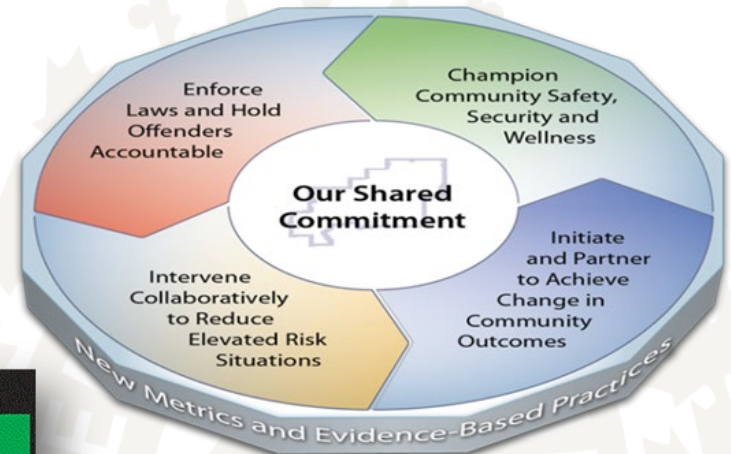 Enforce
Laws and Hold
Offenders
Accountable
Champion
Community Safety,
Security and
Wellness
Our Shared
Commitment
Intervene
Collaboratively
to Reduce
Elevated Risk
Situations
Initiate
and Partner
to Achieve
Change in
Community
Outcomes
New Metrics and Evidence-Based Practices